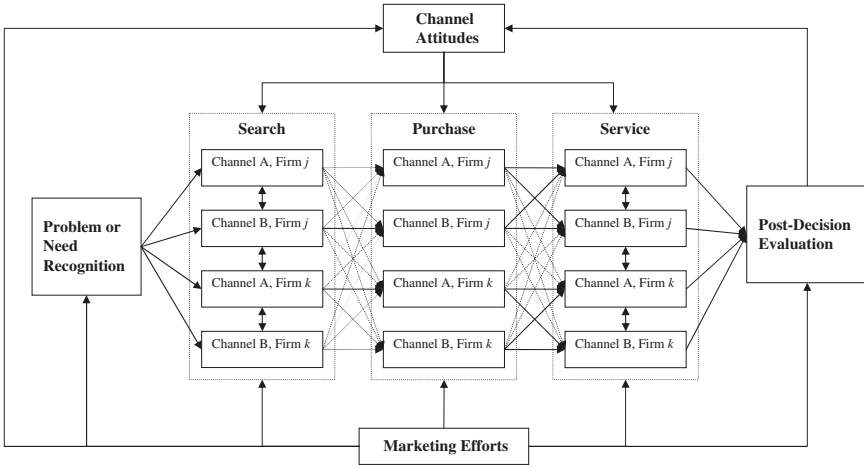 Channel
Attitudes
Search
Purchase
Service
Channel A, Firm j
Channel A, Firm j
Channel A, Firm j
Channel B, Firm j
Channel B, Firm j
Channel B, Firm j
Problem or
Need
Recognition
Post-Decision
Evaluation
Channel A, Firm k
Channel A, Firm k
Channel A, Firm k
Channel B, Firm k
Channel B, Firm k
Channel B, Firm k
Marketing Efforts